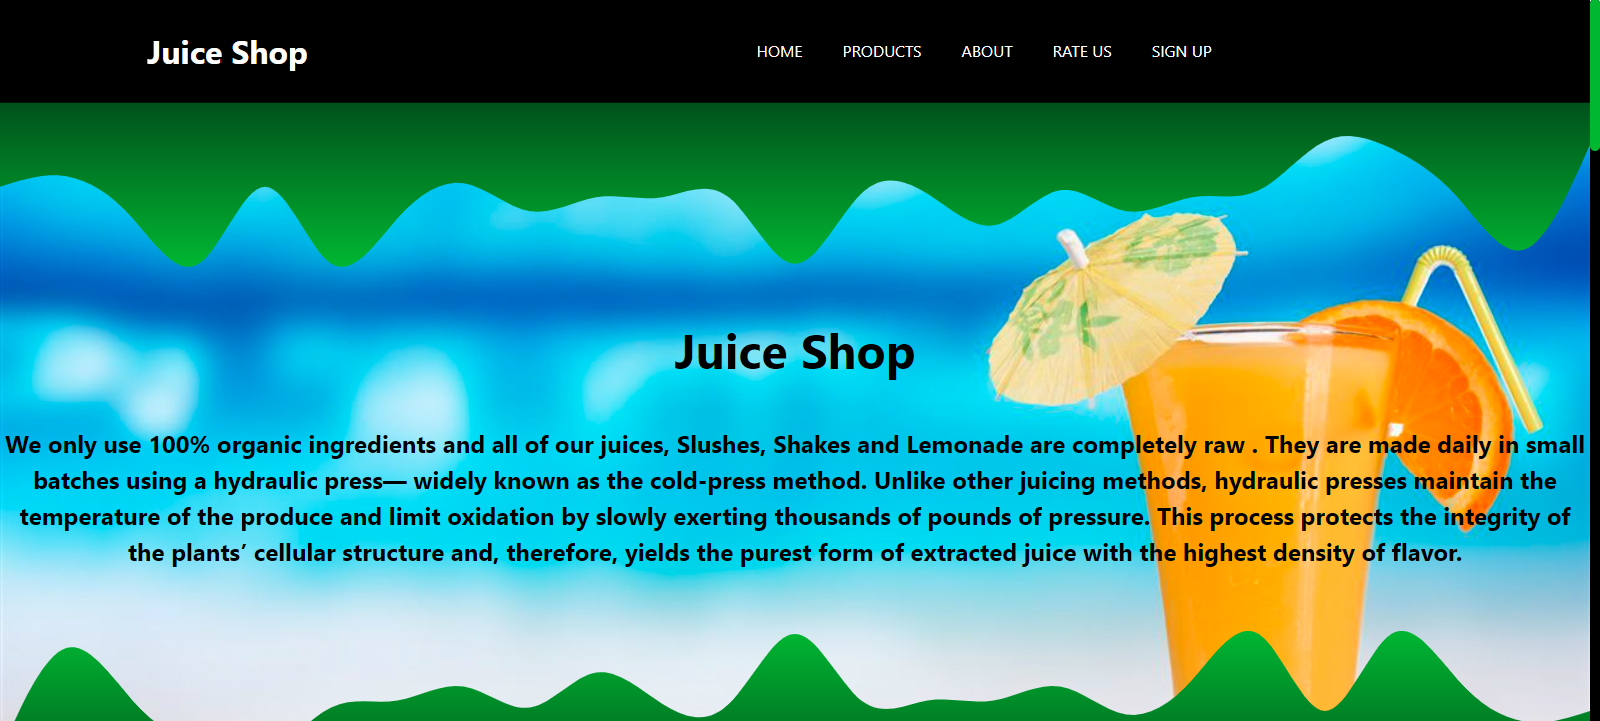 Juice Shop
HOME PRODUCTS ABOUT RATE US SIGN UP
Juice Shop
We only use 100% organic ingredients and all of our juices, Slushes, Shakes and Lemonade are completely raw . They are made daily in small
batches using a hydraulic press— widely known as the cold-press method. Unlike other juicing methods, hydraulic presses maintain the
temperature of the produce and limit oxidation by slowly exerting thousands of pounds of pressure. This process protects the integrity of
the plants’ cellular structure and, therefore, yields the purest form of extracted juice with the highest density of flavor.